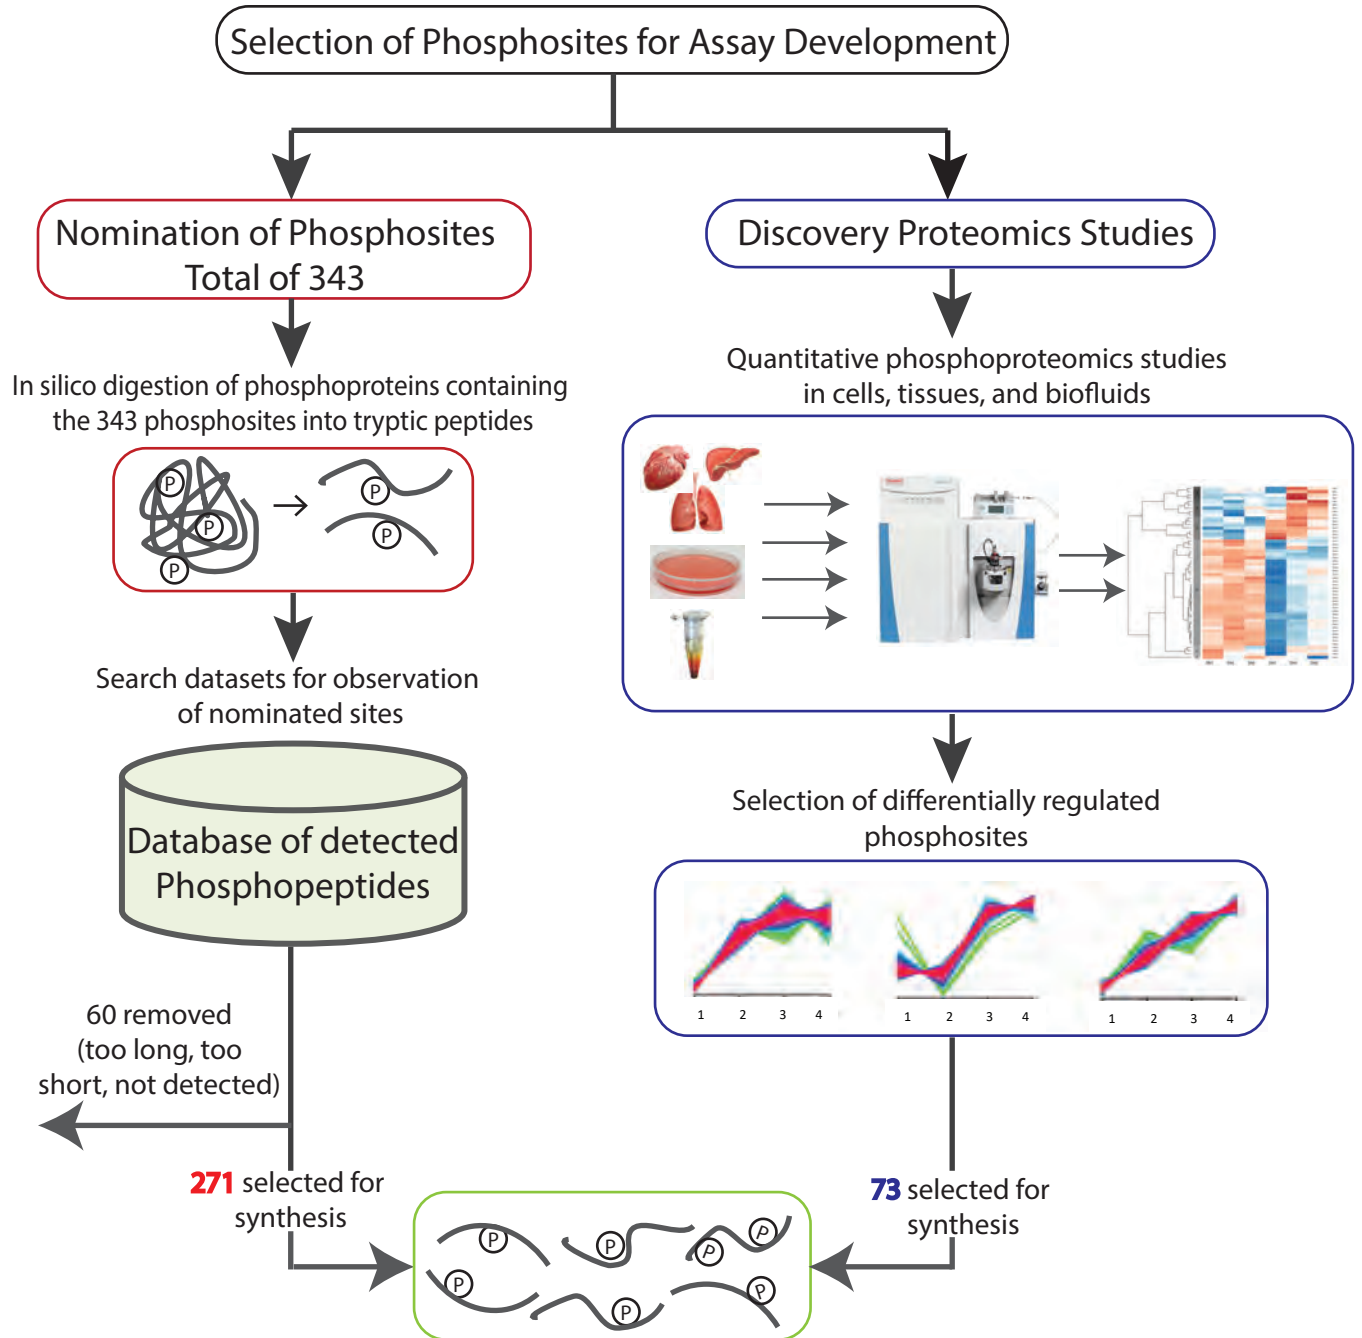 Selection of Phosphosites for Assay Development
Nomination of Phosphosites
Total of 343
Discovery Proteomics Studies
In silico digestion of phosphoproteins containing
the 343 phosphosites into tryptic peptides
P
P
P
P
P
Quantitative phosphoproteomics studies
in cells, tissues, and biofluids
Search datasets for observation
of nominated sites
Database of detected
Phosphopeptides
Selection of differentially regulated
phosphosites
1 2 3 4
1 2 3 4
1 2 3 4
60 removed
(too long, too
short, not detected)
271 selected for
synthesis
73 selected for
synthesis
P
P
P
P
P
P
P